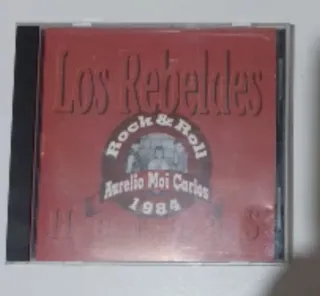 Los Rebeldes
Rock & Roll
Aurelio Moi Carlos
1984